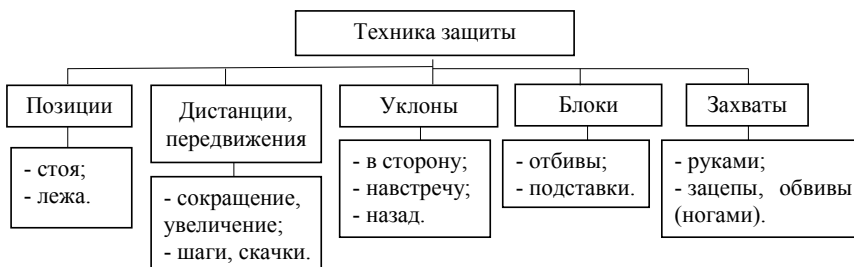 Техника защиты
Позиции
- стоя;
- лежа.
Дистанции,
передвижения
- сокращение,
увеличение;
- шаги, скачки.
Уклоны
- в сторону;
- навстречу;
- назад.
Блоки
- отбивы;
- подставки.
Захваты
- руками;
- зацепы, обвивы
(ногами).